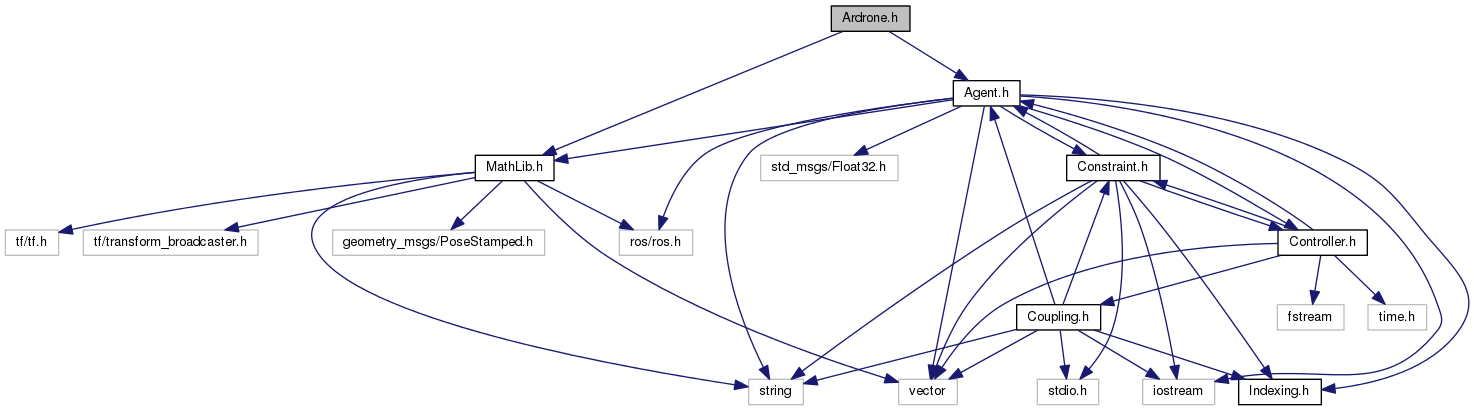 Ardrone.h
Agent.h
MathLib.h
std_msgs/Float32.h
Constraint.h
tf/tf.h
tf/transform_broadcaster.h
geometry_msgs/PoseStamped.h
ros/ros.h
Controller.h
Coupling.h
fstream
time.h
string
vector
stdio.h
iostream
Indexing.h